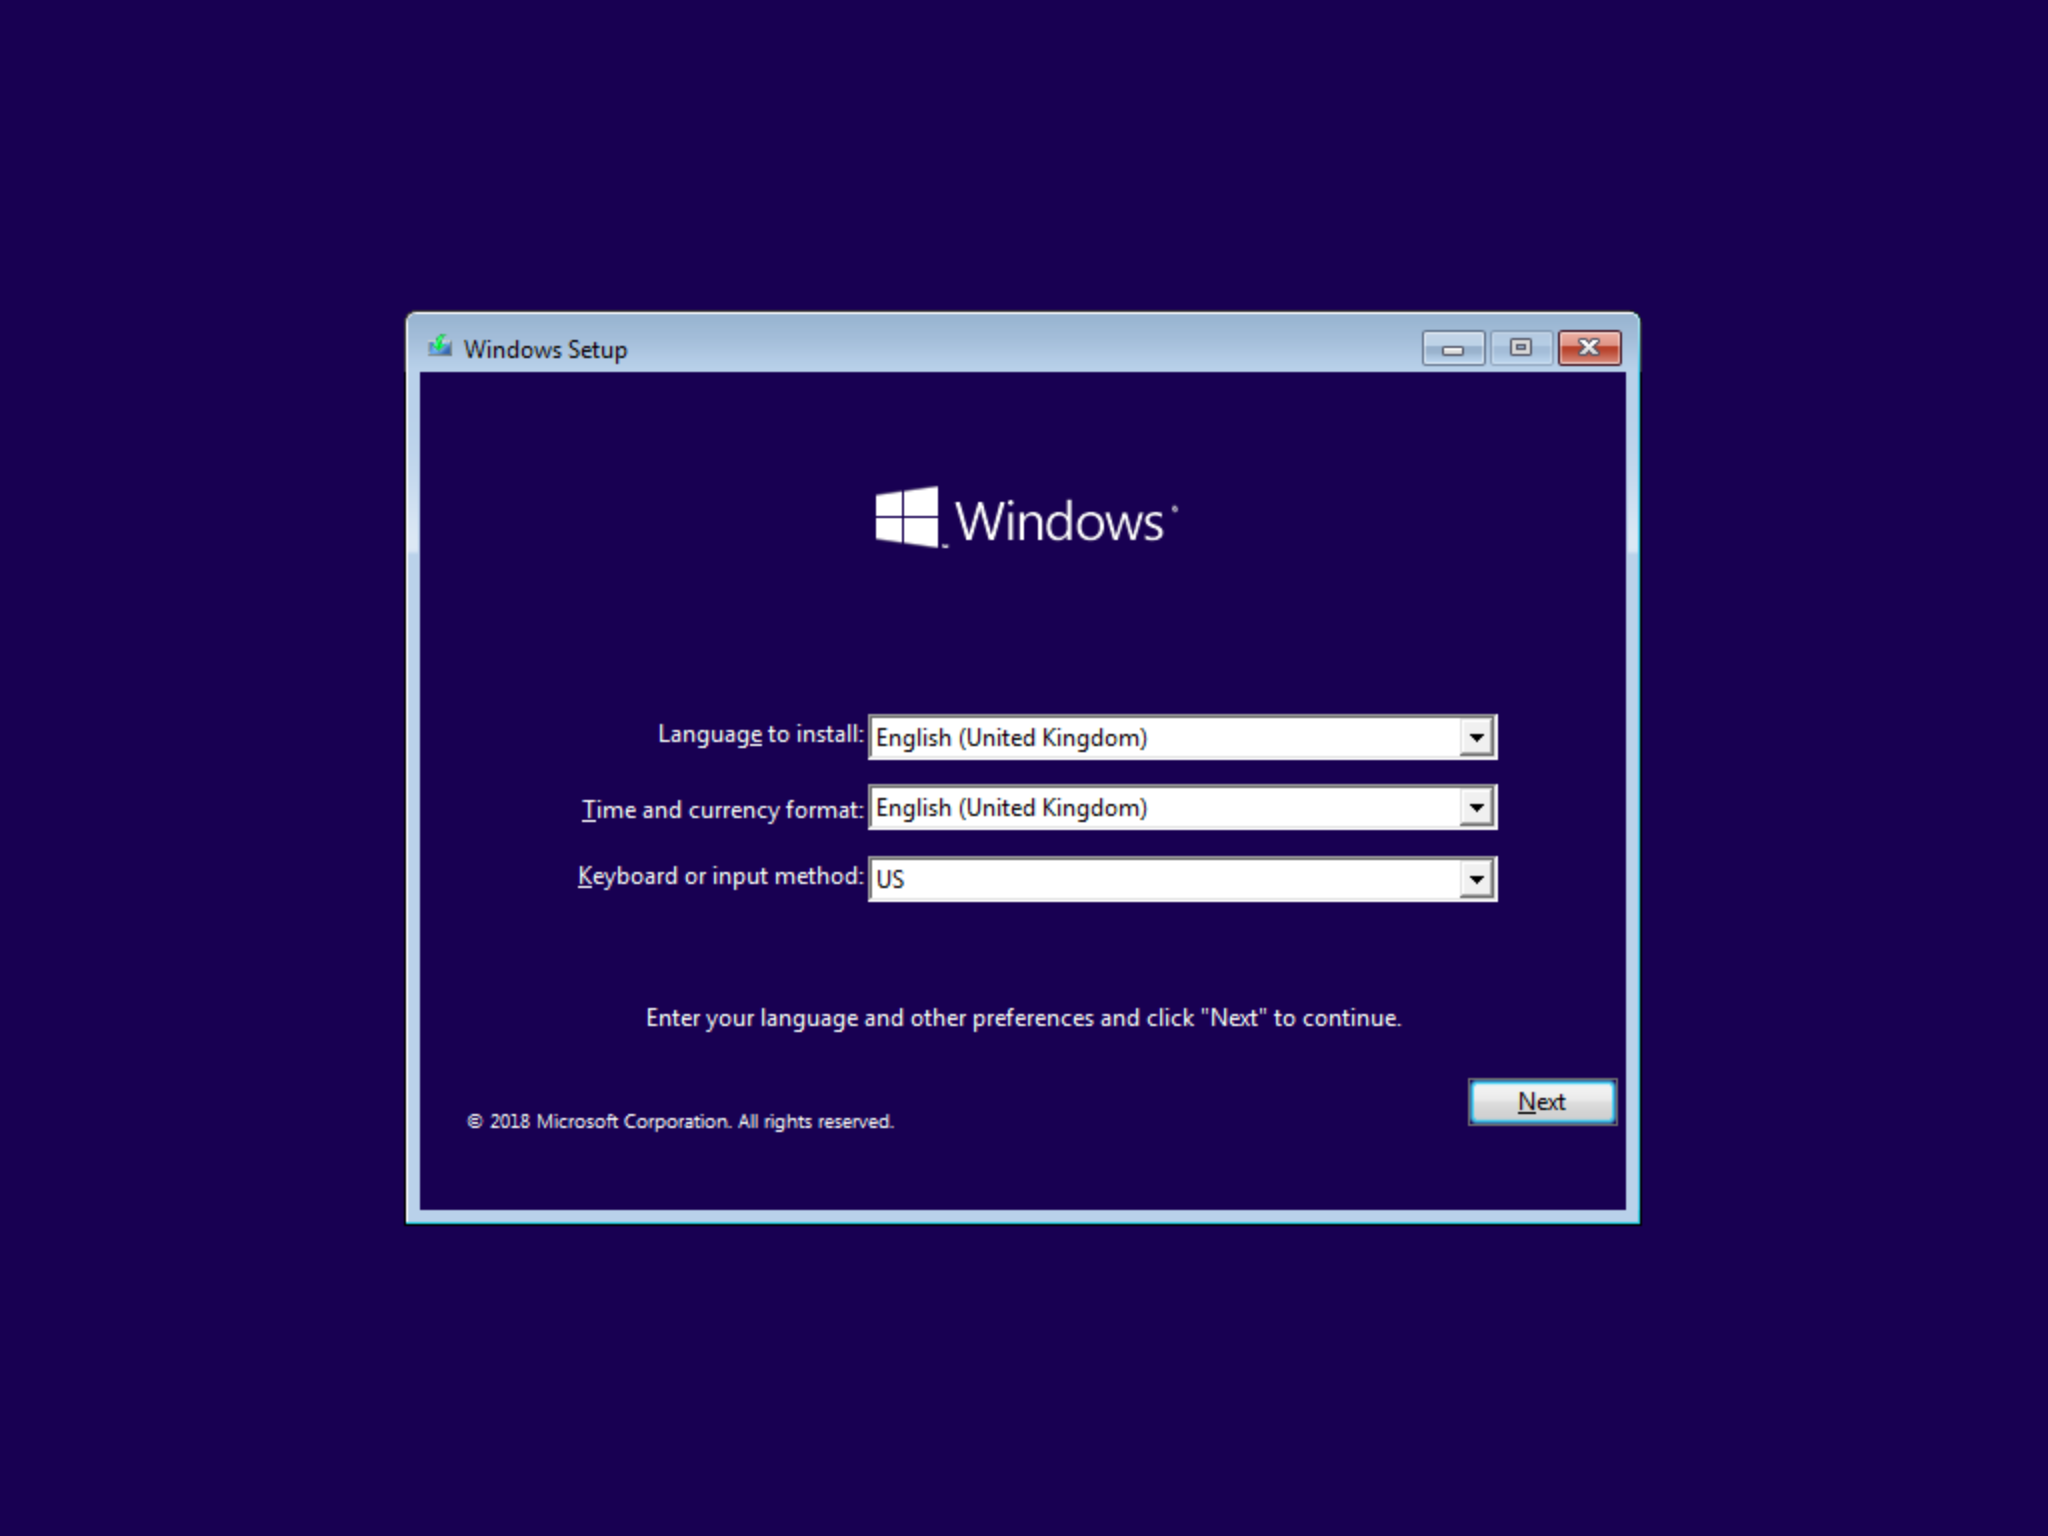 Windows Setup
Windows
Language to install: English (United Kingdom)
Time and currency format: English (United Kingdom)
Keyboard or input method: US
Enter your language and other preferences and click "Next" to continue.
Next
© 2018 Microsoft Corporation. All rights reserved.